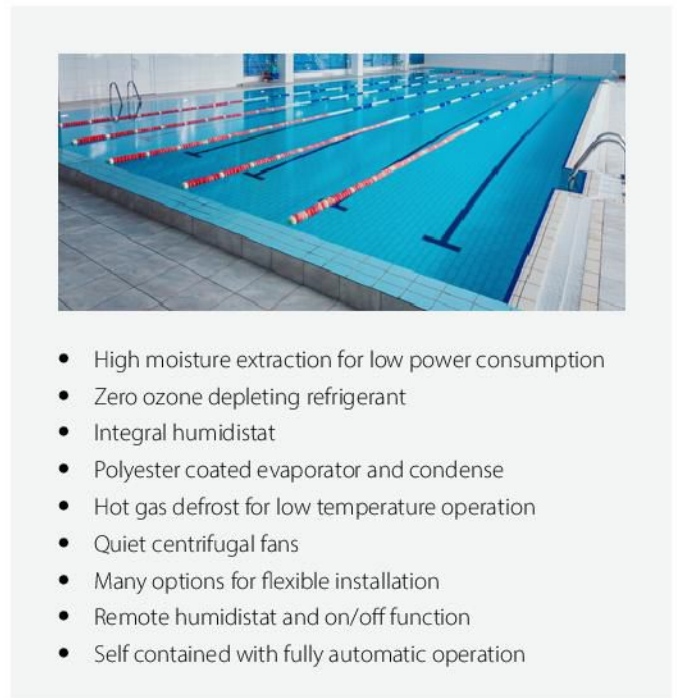 High moisture extraction for low power consumption
Zero ozone depleting refrigerant
Integral humidistat
Polyester coated evaporator and condense
Hot gas defrost for low temperature operation
Quiet centrifugal fans
Many options for flexible installation
Remote humidistat and on/off function
Self contained with fully automatic operation